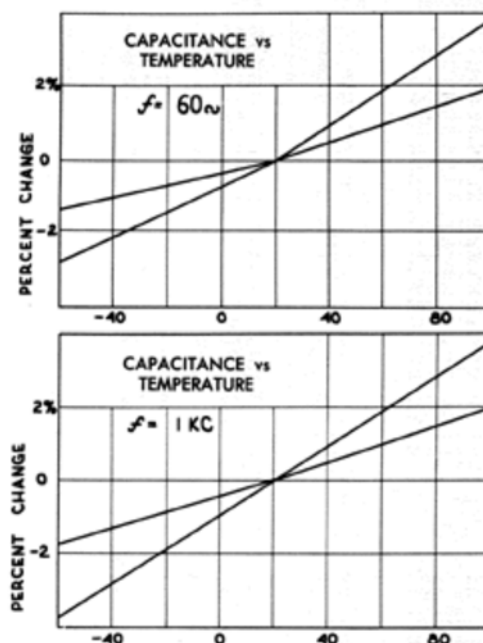 CAPACITANCE vs
TEMPERATURE
f = 60~
2%
0
-2
PERCENT CHANGE
-40 0 40 80
CAPACITANCE vs
TEMPERATURE
f = 1 KC
2%
0
-2
PERCENT CHANGE
-40 0 40 80